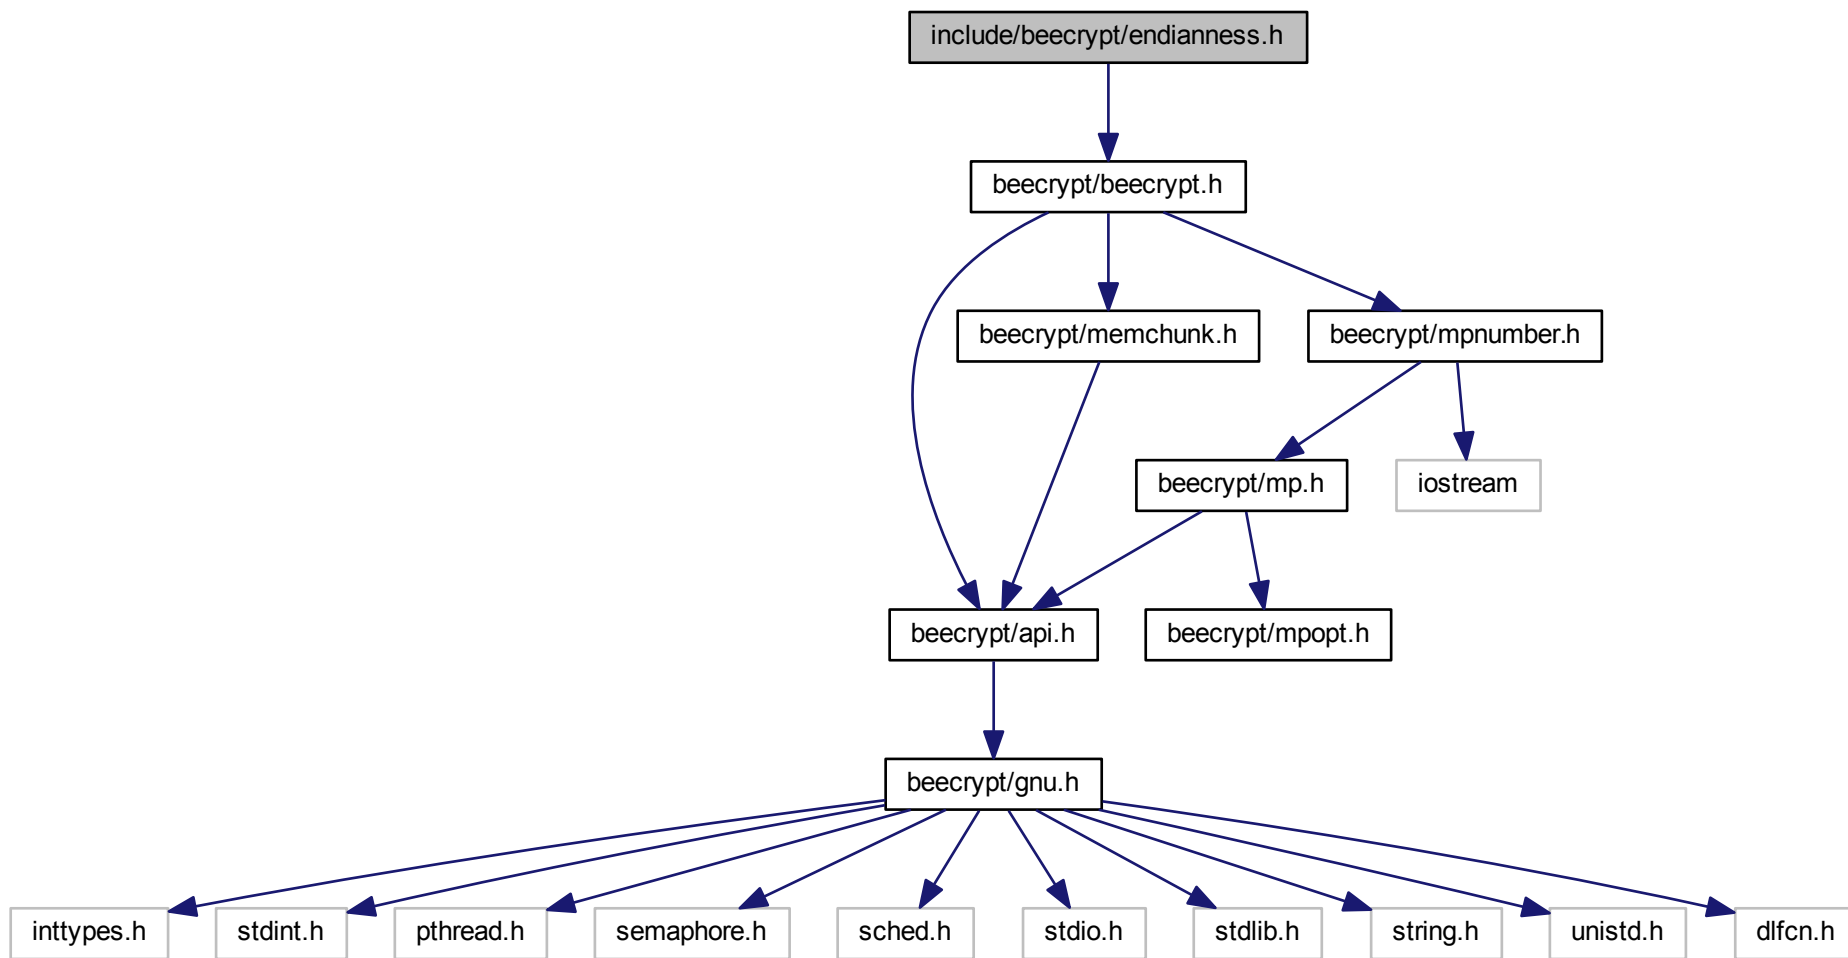 include/beecrypt/endianness.h
beecrypt/beecrypt.h
beecrypt/memchunk.h
beecrypt/mpnumber.h
beecrypt/mp.h
iostream
beecrypt/api.h
beecrypt/mpopt.h
beecrypt/gnu.h
inttypes.h
stdint.h
pthread.h
semaphore.h
sched.h
stdio.h
stdlib.h
string.h
unistd.h
dlfcn.h